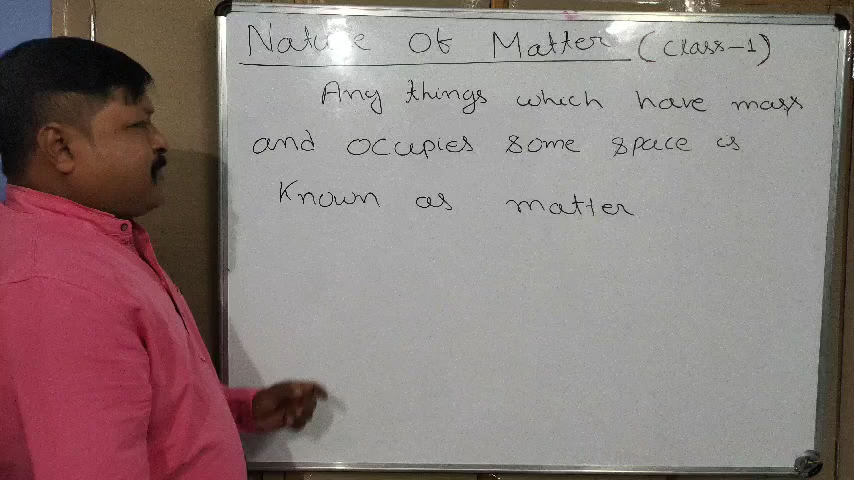 Nature Of Matter (Class-1)
Any things which have mass
and occupies some space is
Known as matter